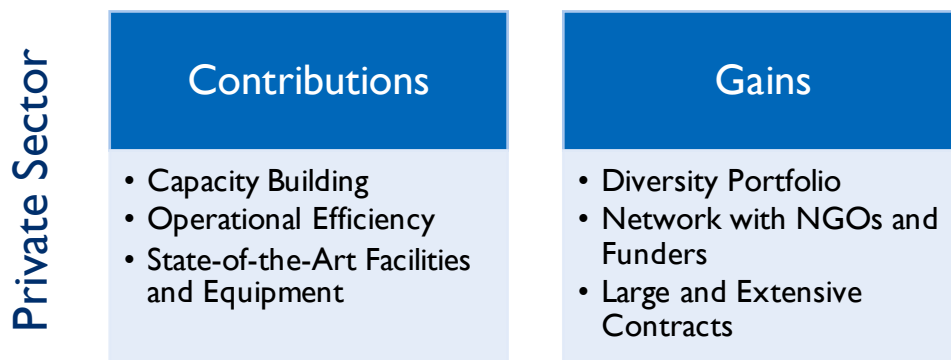 Private Sector
Contributions
• Capacity Building
• Operational Efficiency
• State-of-the-Art Facilities
and Equipment
Gains
• Diversity Portfolio
• Network with NGOs and
Funders
• Large and Extensive
Contracts